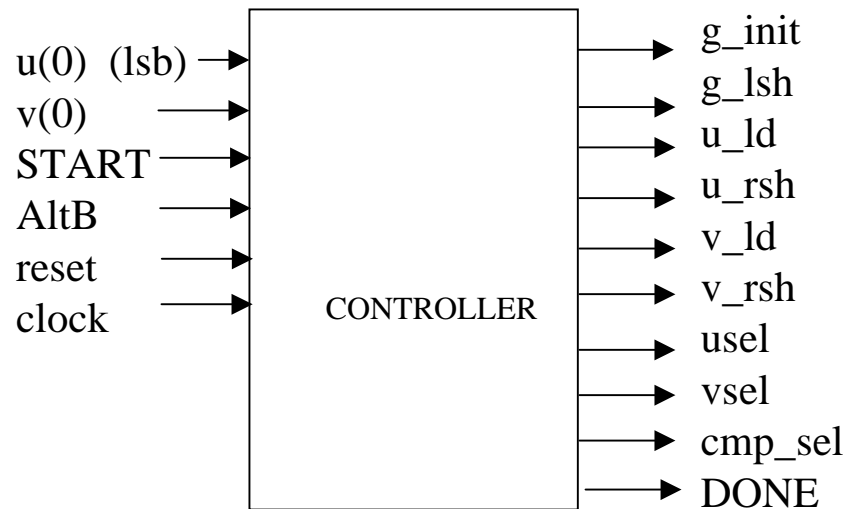 u(0) (lsb)
v(0)
START
AltB
reset
clock
CONTROLLER
g_init
g_lsh
u_ld
u_rsh
v_ld
v_rsh
usel
vsel
cmp_sel
DONE